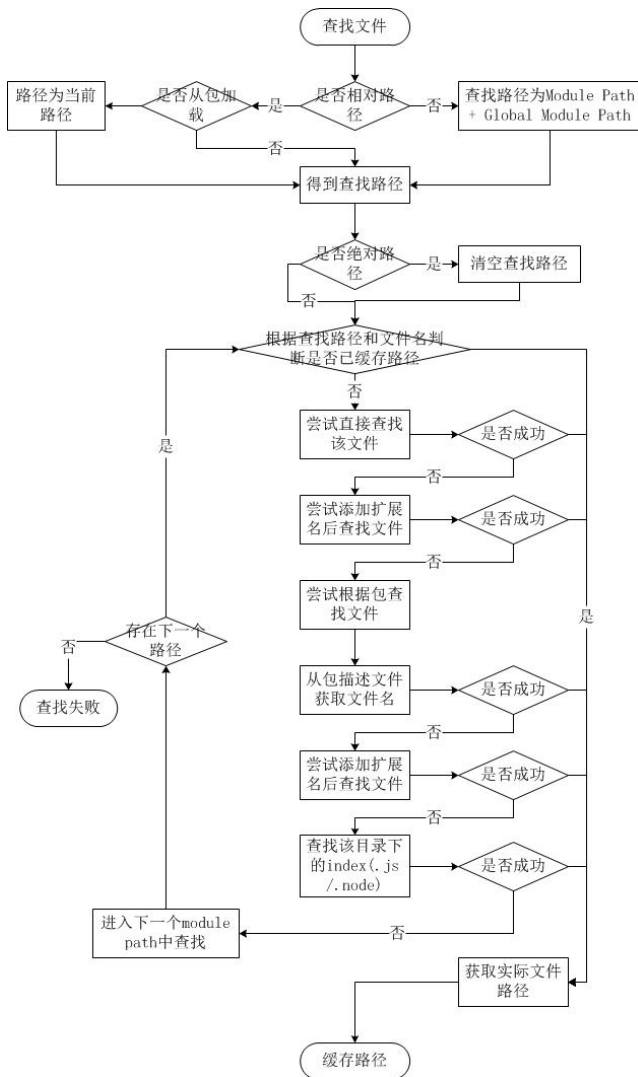 查找文件
路径为当前
路径
是否从包加
载
是
是否相对路
径
否
查找路径为Module Path
+ Global Module Path
否
得到查找路径
是否绝对路
径
是
清空查找路径
否
根据查找路径和文件名判
断是否已缓存路径
否
是
尝试直接查找
该文件
是否成功
否
尝试添加扩展
名后查找文件
是否成功
否
尝试根据包查
找文件
是
存在下一个
路径
否
查找失败
从包描述文件
获取文件名
是否成功
否
尝试添加扩展
名后查找文件
是否成功
否
查找该目录下
的index(.js
/.node)
是否成功
进入下一个module
path中查找
否
获取实际文件
路径
缓存路径